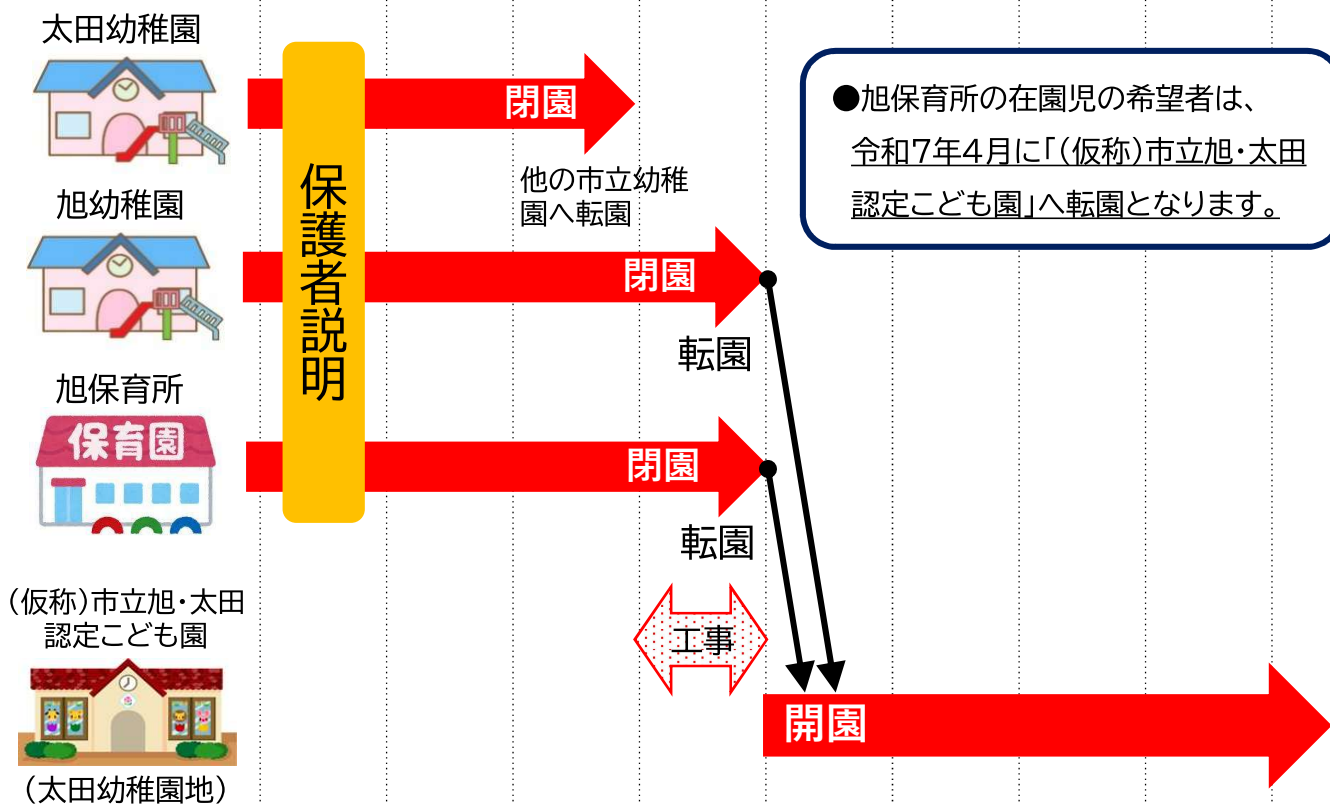 太田幼稚園
閉園
他の市立幼稚
園へ転園
保護者説明
●旭保育所の在園児の希望者は、
令和7年4月に「(仮称)市立旭・太田
認定こども園」へ転園となります。
旭幼稚園
閉園
転園
旭保育所
保育園
閉園
転園
(仮称)市立旭・太田
認定こども園
工事
開園
(太田幼稚園地)